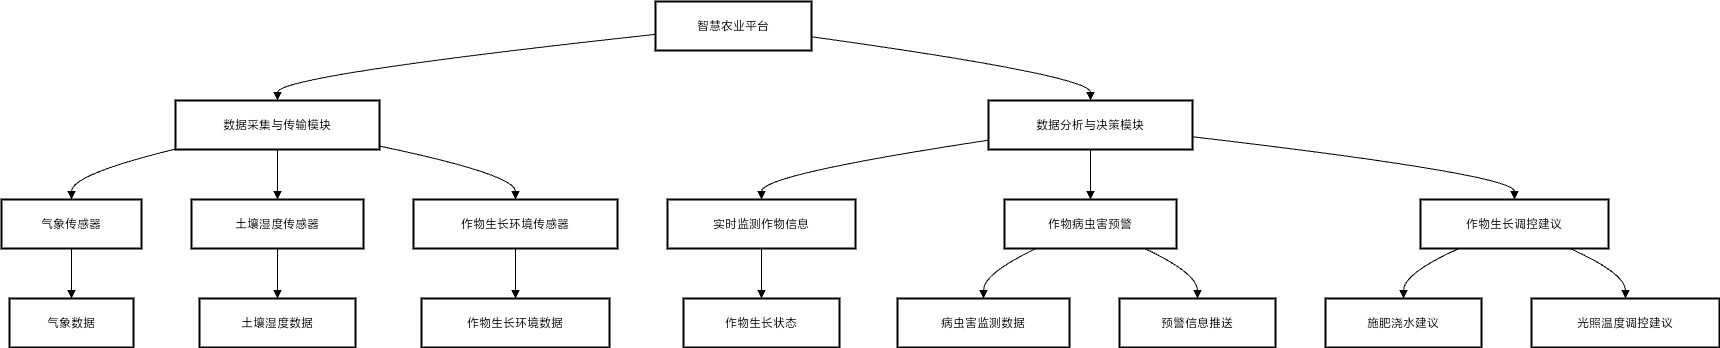 智慧农业平台
数据采集与传输模块
数据分析与决策模块
气象传感器
土壤湿度传感器
作物生长环境传感器
实时监测作物信息
作物病虫害预警
作物生长调控建议
气象数据
土壤湿度数据
作物生长环境数据
作物生长状态
病虫害监测数据
预警信息推送
施肥浇水建议
光照温度调控建议